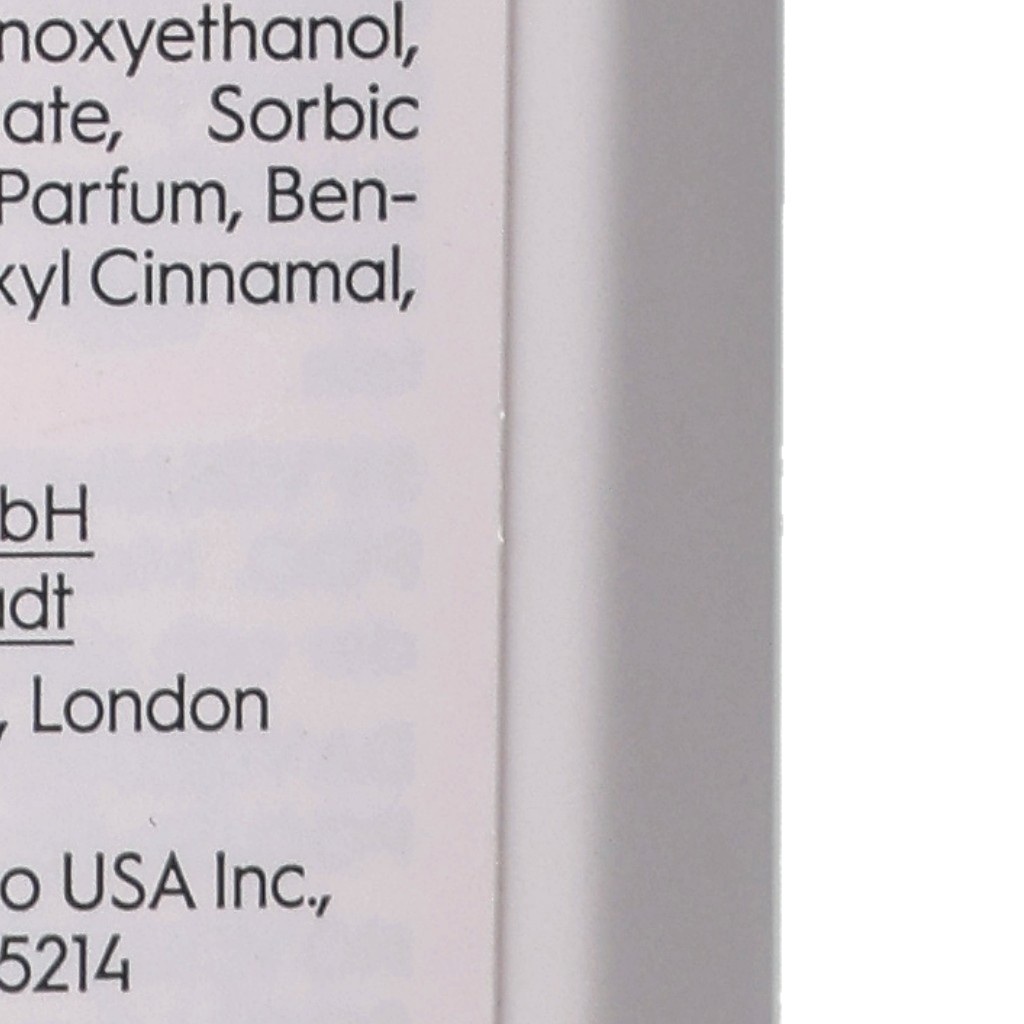 noxyethanol,
ate, Sorbic
Parfum, Ben-
xyl Cinnamal,
bH
dt
, London
o USA Inc.,
5214